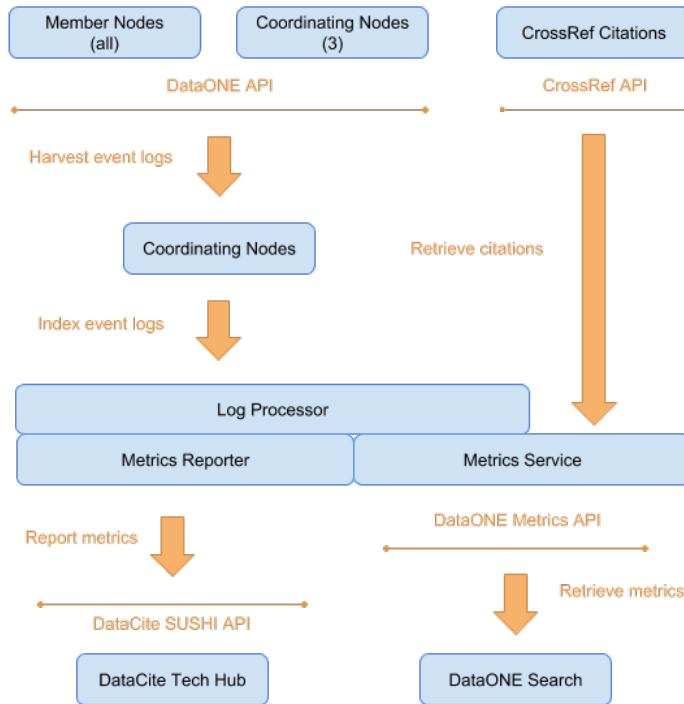 Member Nodes
(all)
Coordinating Nodes
(3)
CrossRef Citations
DataONE API
CrossRef API
Harvest event logs
Coordinating Nodes
Retrieve citations
Index event logs
Log Processor
Metrics Reporter
Metrics Service
DataONE Metrics API
Report metrics
Retrieve metrics
DataCite SUSHI API
DataCite Tech Hub
DataONE Search